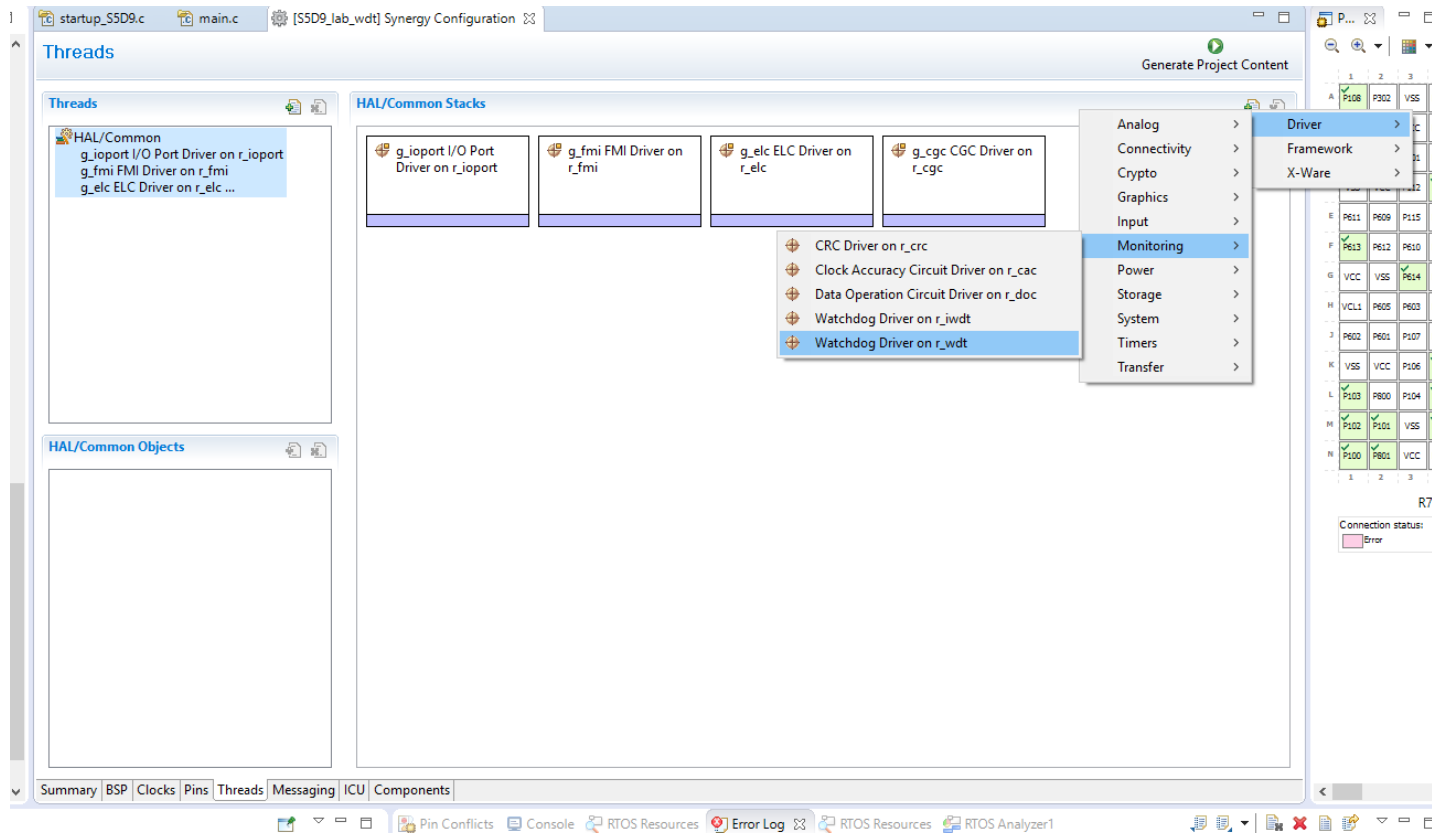 startup_S5D9.c
main.c
[S5D9_lab_wdt] Synergy Configuration
P...
Threads
Generate Project Content
Threads
HAL/Common
g_ioport I/O Port Driver on r_ioport
g_fmi FMI Driver on r_fmi
g_elc ELC Driver on r_elc ...
HAL/Common Stacks
g_ioport I/O Port
Driver on r_ioport
g_fmi FMI Driver on
r_fmi
g_elc ELC Driver on
r_elc
g_cgc CGC Driver on
r_cgc
Analog
Connectivity
Crypto
Graphics
Input
Monitoring
Power
Storage
System
Timers
Transfer
Driver
Framework
X-Ware
CRC Driver on r_crc
Clock Accuracy Circuit Driver on r_cac
Data Operation Circuit Driver on r_doc
Watchdog Driver on r_iwdt
Watchdog Driver on r_wdt
HAL/Common Objects
1 2 3
A P108 P302 VSS
E P611 P609 P115
F P613 P612 P610
G VCC VSS P614
H VCL1 P605 P603
J P602 P601 P107
K VSS VCC P106
L P103 P800 P104
M P102 P101 VSS
N P100 P801 VCC
1 2 3
R7
Connection status:
Error
Summary
BSP
Clocks
Pins
Threads
Messaging
ICU
Components
Pin Conflicts
Console
RTOS Resources
Error Log
RTOS Resources
RTOS Analyzer1